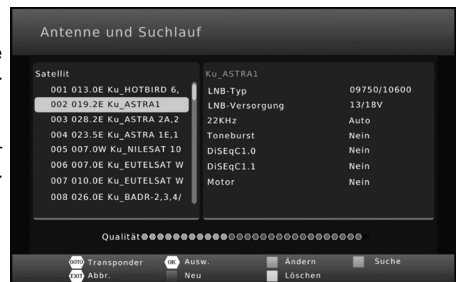 Antenne und Suchlauf
Satellit
001 013.0E Ku_HOTBIRD 6,
002 019.2E Ku_ASTRA1
003 028.2E Ku_ASTRA 2A,2
004 023.5E Ku_ASTRA 1E,1
005 007.0W Ku_NILESAT 10
006 007.0E Ku_EUTELSAT W
007 010.0E Ku_EUTELSAT W
008 026.0E Ku_BADR-2,3,4/
Ku_ASTRA1
LNB-Typ 09750/10600
LNB-Versorgung 13/18V
22KHz Auto
Toneburst Nein
DiSEqC1.0 Nein
DiSEqC1.1 Nein
Motor Nein
Qualität
GOTO Transponder OK Ausw. Ändern Suche
EXIT Abbr. Neu Löschen